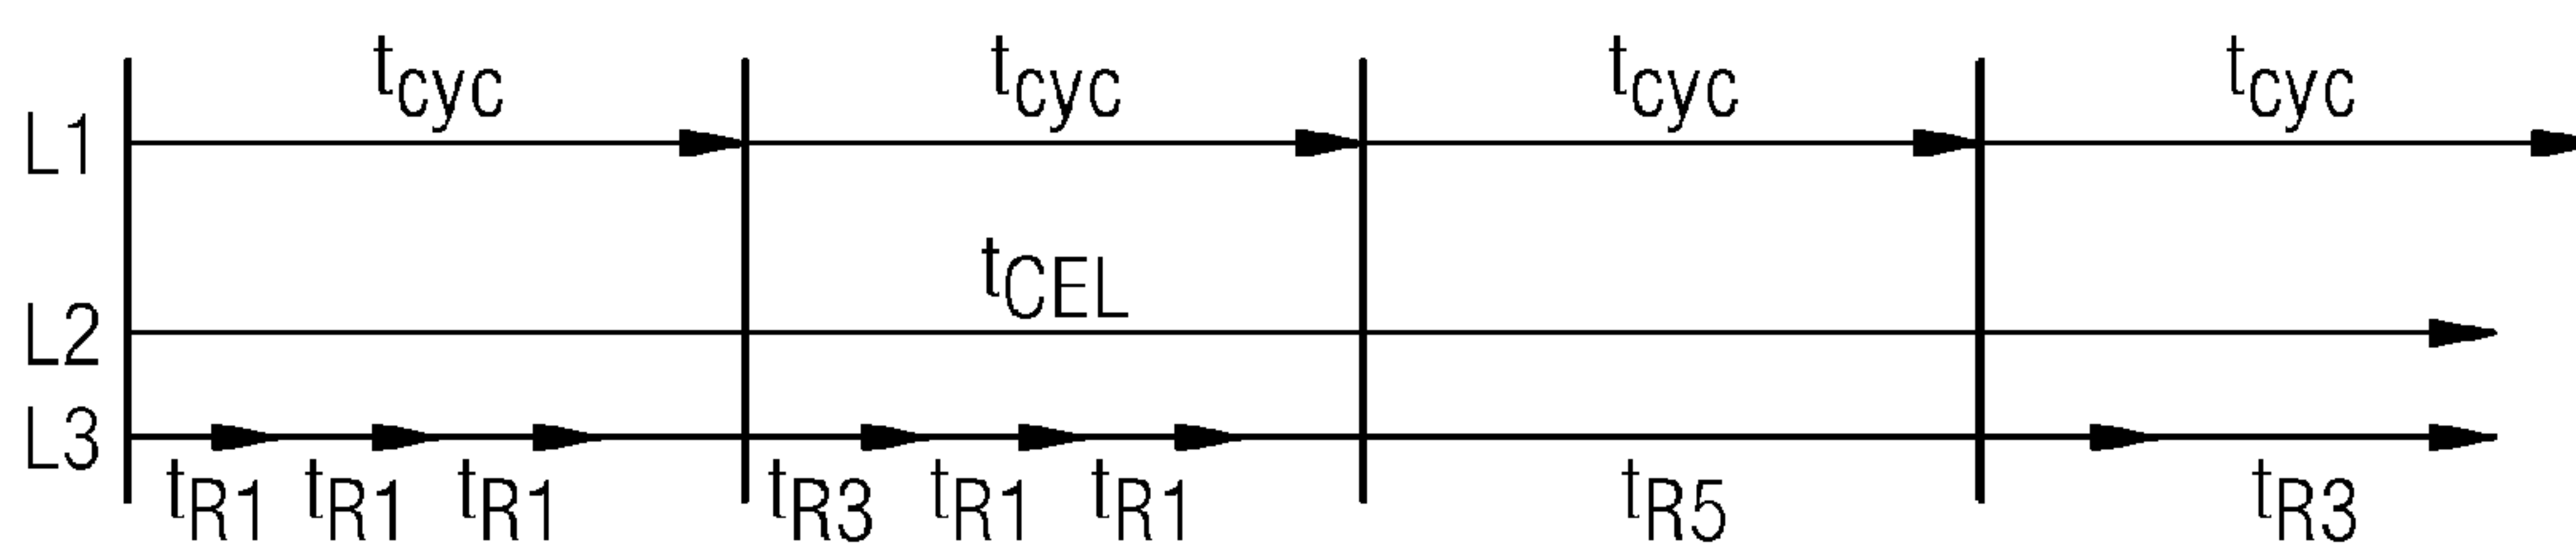 tcyc tcyc tcyc tcyc
L1
tCEL
L2
L3
tR1 tR1 tR1 tR3 tR1 tR1 tR5 tR3